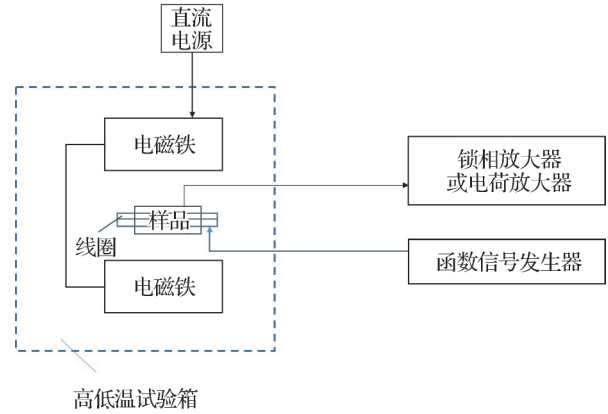 直流
电源
电磁铁
锁相放大器
或电荷放大器
样品
线圈
函数信号发生器
电磁铁
高低温试验箱